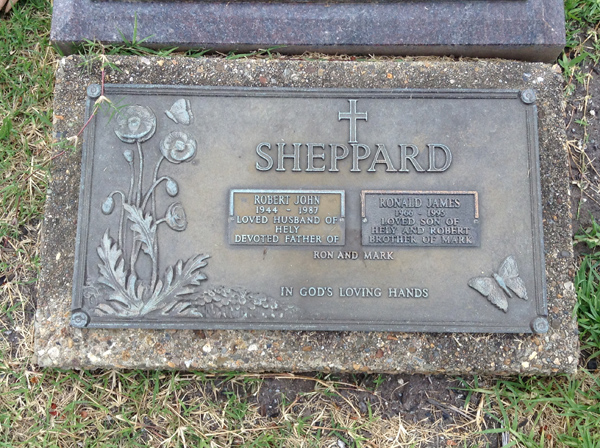 SHEPPARD
ROBERT JOHN
1944 - 1987
LOVED HUSBAND OF
HELY
DEVOTED FATHER OF
RON AND MARK
RONALD JAMES
1966 - 1995
LOVED SON OF
HELY AND ROBERT
BROTHER OF MARK
IN GOD'S LOVING HANDS